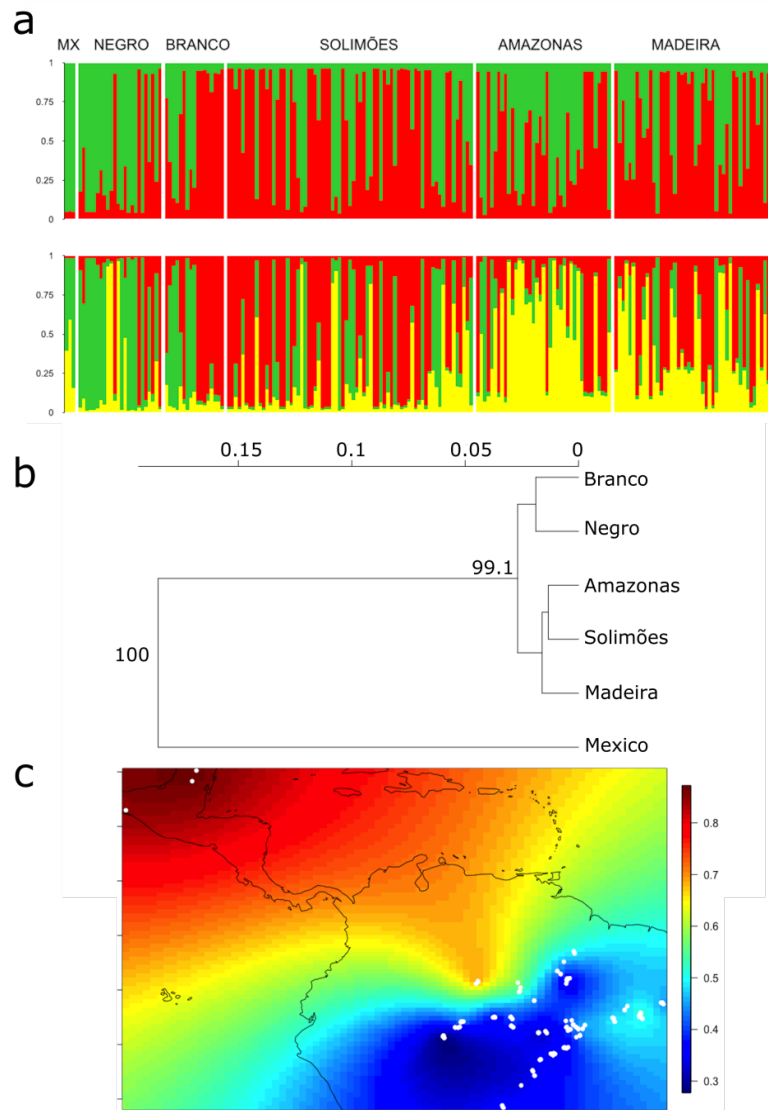 a
MX NEGRO BRANCO SOLIMÕES AMAZONAS MADEIRA
1
0.75
0.5
0.25
0
1
0.75
0.5
0.25
0
b
0.15 0.1 0.05 0
Branco
Negro
99.1
Amazonas
Solimões
100
Madeira
Mexico
c
0.8
0.7
0.6
0.5
0.4
0.3